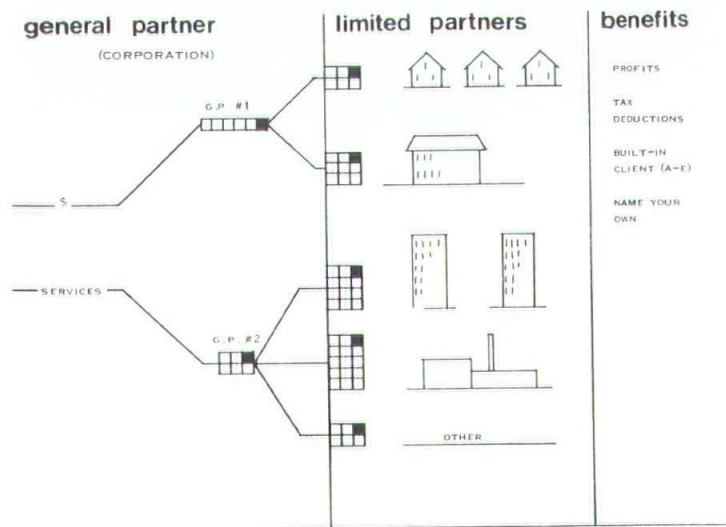 general partner
(CORPORATION)
G.P. #1
$
SERVICES
G.P. #2
limited partners
OTHER
benefits
PROFITS
TAX
DEDUCTIONS
BUILT-IN
CLIENT (A-E)
NAME YOUR
OWN